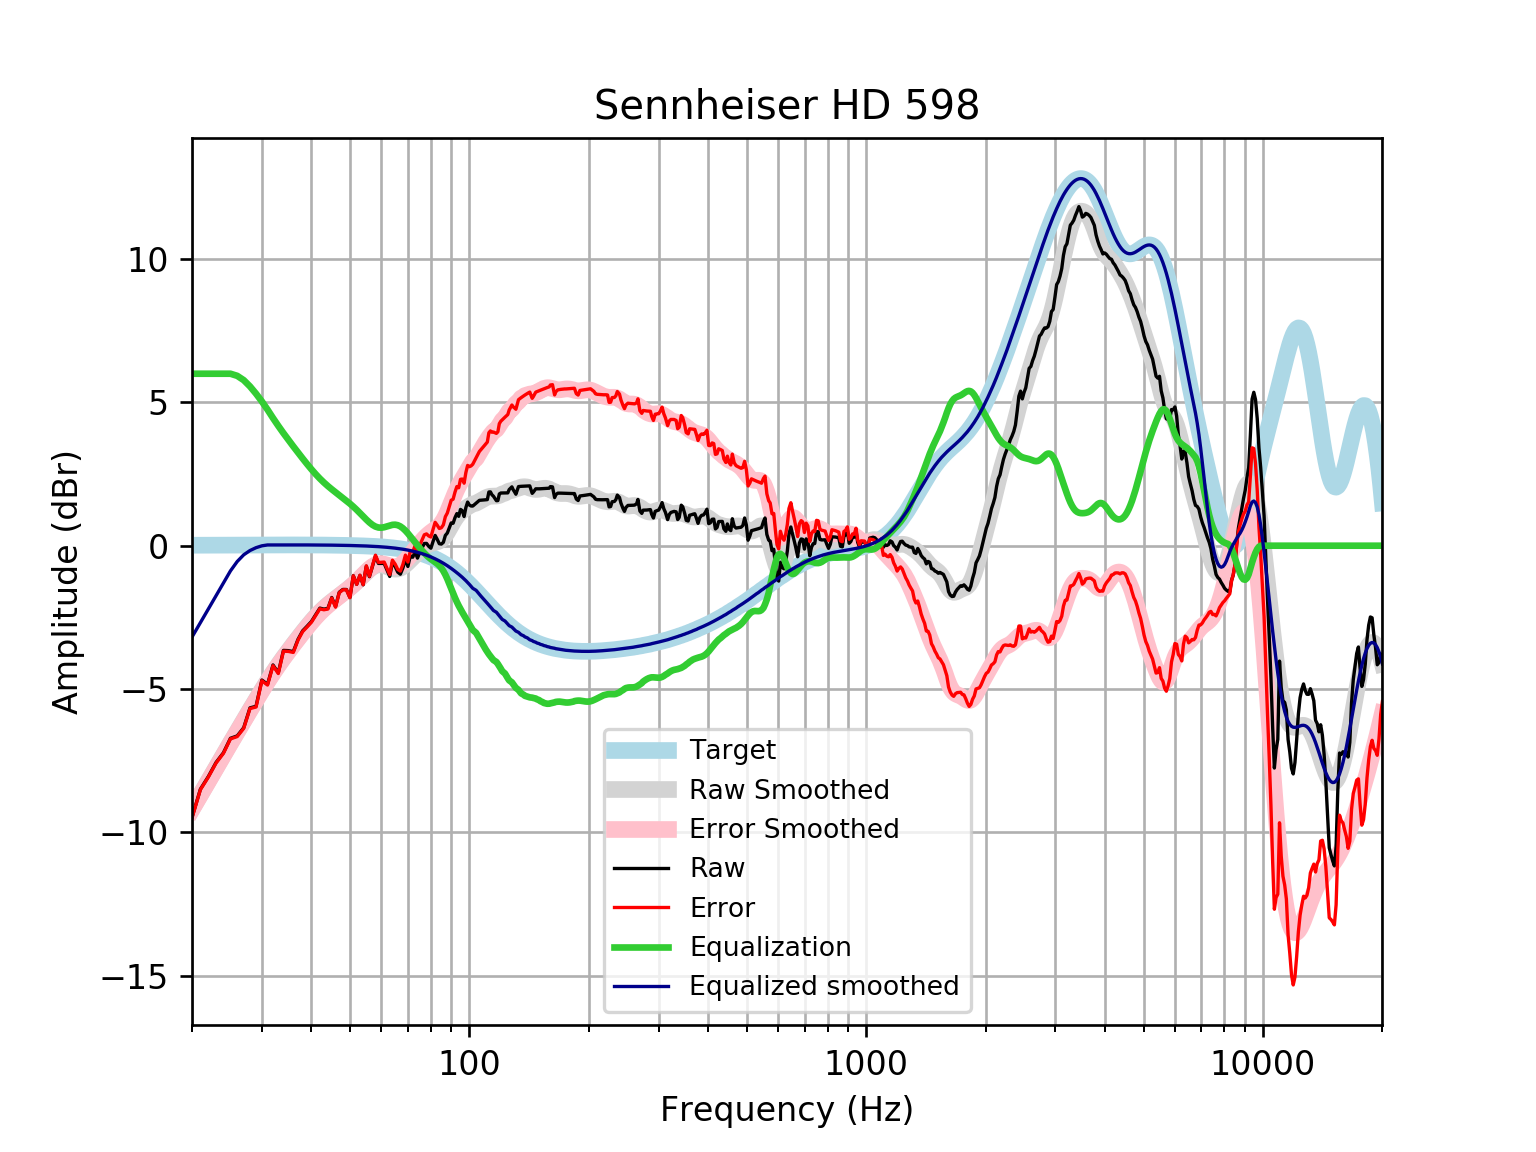 Sennheiser HD 598
Amplitude (dBr)
10
5
0
−5
−10
−15
Target
Raw Smoothed
Error Smoothed
Raw
Error
Equalization
Equalized smoothed
100
1000
10000
Frequency (Hz)